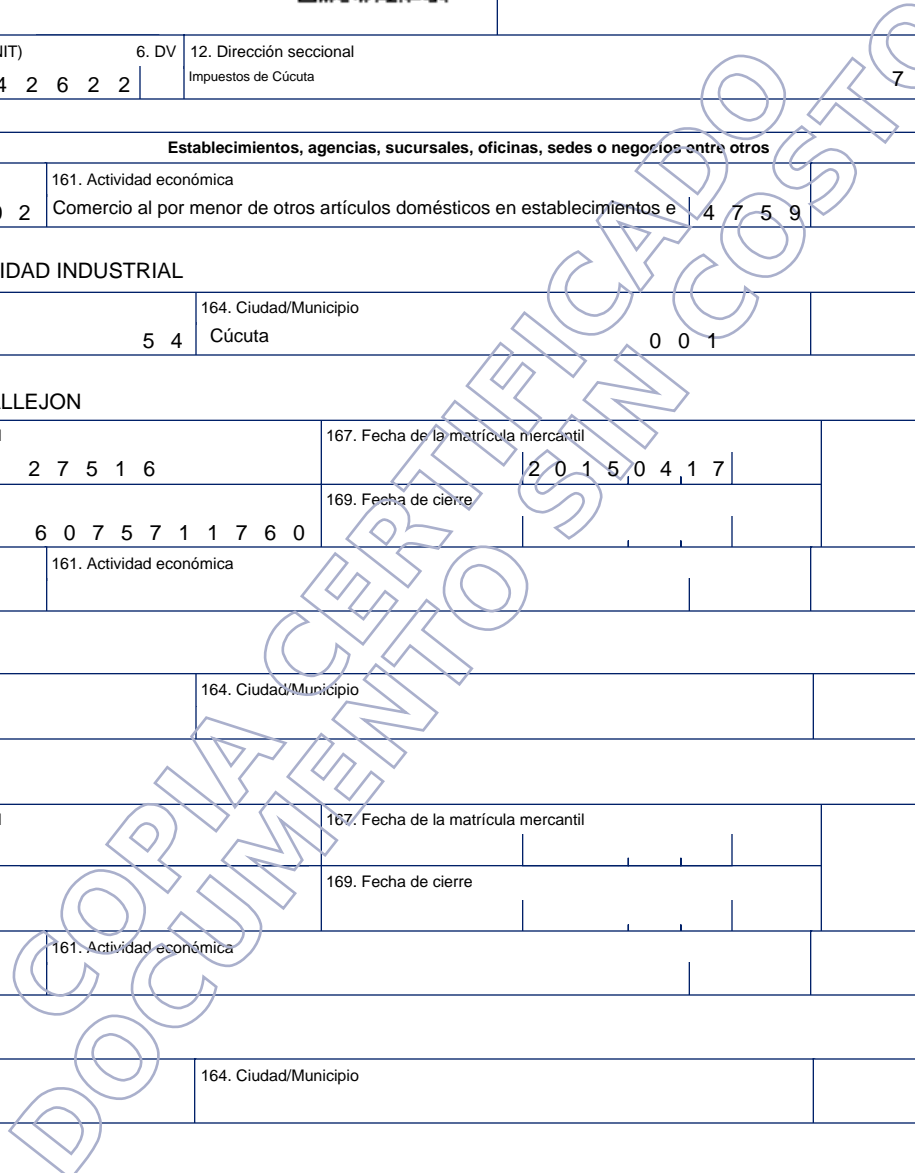 NIT) 6. DV 12. Dirección seccional
4 2 6 2 2 Impuestos de Cúcuta 7
Establecimientos, agencias, sucursales, oficinas, sedes o negocios entre otros
161. Actividad económica
2 Comercio al por menor de otros artículos domésticos en establecimientos e 4 7 5 9
IDAD INDUSTRIAL
164. Ciudad/Municipio
5 4 Cúcuta 0 0 1
LLEJON
167. Fecha de la matrícula mercantil
2 7 5 1 6 2 0 1 5 0 4 1 7
169. Fecha de cierre
6 0 7 5 7 1 1 7 6 0
161. Actividad económica
164. Ciudad/Municipio
167. Fecha de la matrícula mercantil
169. Fecha de cierre
161. Actividad económica
164. Ciudad/Municipio
COPIA CERTIFICADO
DOCUMENTO SIN COSTO